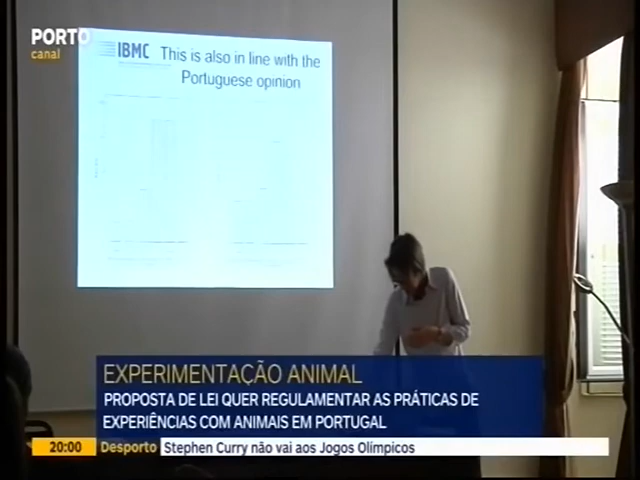 PORTO
canal
IBMC
This is also in line with the
Portuguese opinion
EXPERIMENTAÇÃO ANIMAL
PROPOSTA DE LEI QUER REGULAMENTAR AS PRÁTICAS DE
EXPERIÊNCIAS COM ANIMAIS EM PORTUGAL
20:00 Desporto Stephen Curry não vai aos Jogos Olímpicos